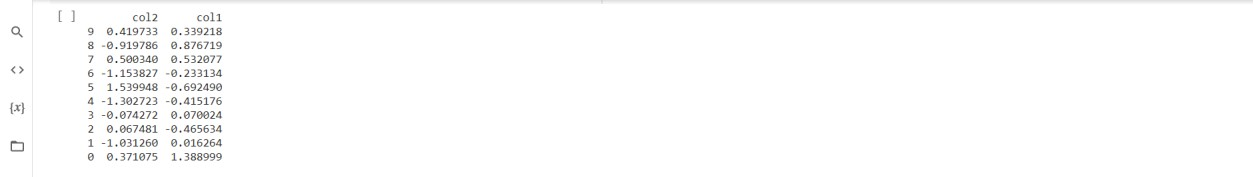 [ ]
col2 col1
9 0.419733 0.339218
8 -0.919786 0.876719
7 0.500340 0.532077
6 -1.153827 -0.233134
5 1.539948 -0.692490
4 -1.302723 -0.415176
3 -0.074272 0.070024
2 0.067481 -0.465634
1 -1.031260 0.016264
0 0.371075 1.388999
<>
{x}